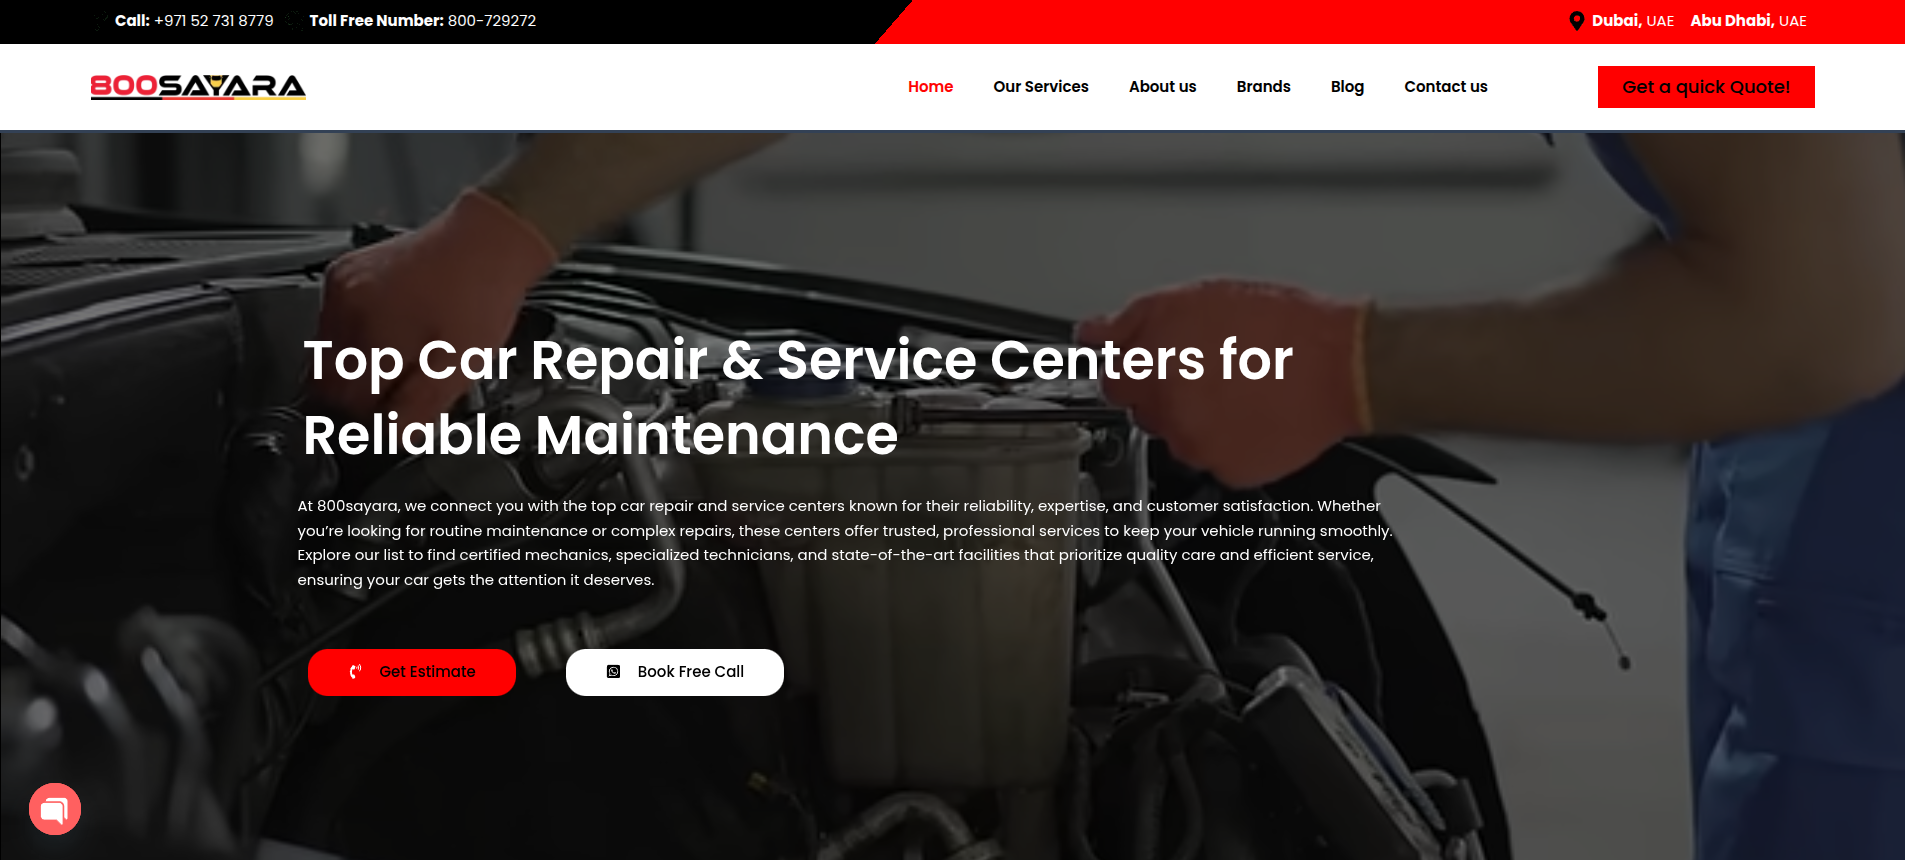 Call: +971 52 731 8779 Toll Free Number: 800-729272
Dubai, UAE Abu Dhabi, UAE
800SAYARA
Home Our Services About us Brands Blog Contact us
Get a quick Quote!
Top Car Repair & Service Centers for
Reliable Maintenance
At 800sayara, we connect you with the top car repair and service centers known for their reliability, expertise, and customer satisfaction. Whether
you’re looking for routine maintenance or complex repairs, these centers offer trusted, professional services to keep your vehicle running smoothly.
Explore our list to find certified mechanics, specialized technicians, and state-of-the-art facilities that prioritize quality care and efficient service,
ensuring your car gets the attention it deserves.
Get Estimate
Book Free Call